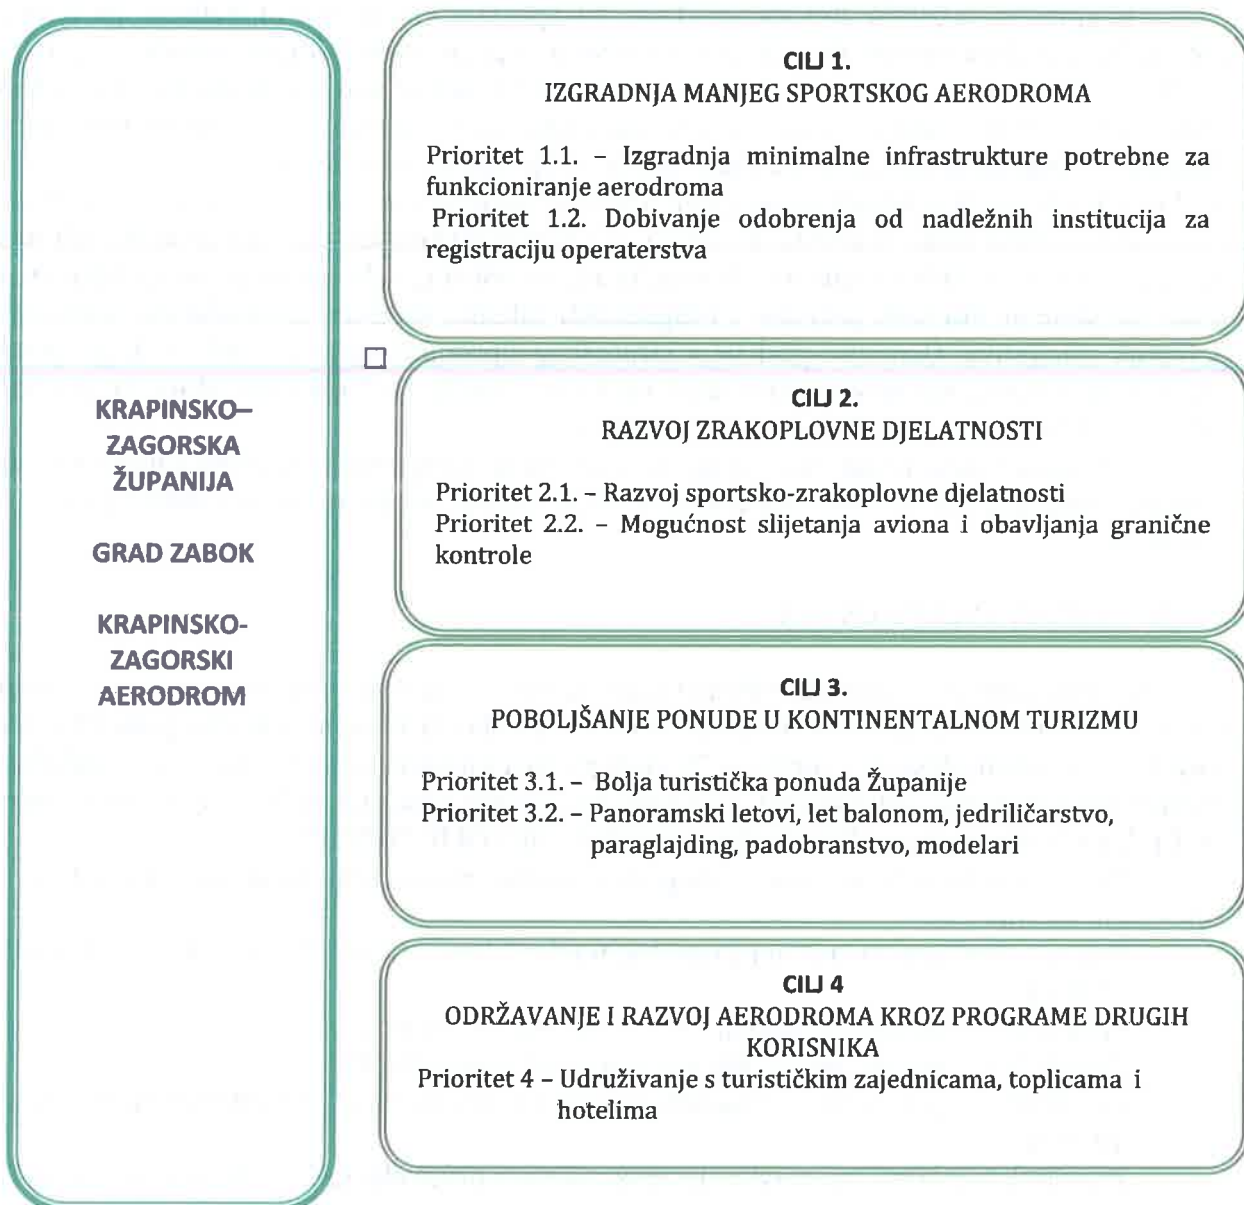 KRAPINSKO–
ZAGORSKA
ŽUPANIJA
GRAD ZABOK
KRAPINSKO-
ZAGORSKI
AERODROM
CILJ 1.
IZGRADNJA MANJEG SPORTSKOG AERODROMA
Prioritet 1.1. – Izgradnja minimalne infrastrukture potrebne za
funkcioniranje aerodroma
Prioritet 1.2. Dobivanje odobrenja od nadležnih institucija za
registraciju operaterstva
CILJ 2.
RAZVOJ ZRAKOPLOVNE DJELATNOSTI
Prioritet 2.1. – Razvoj sportsko-zrakoplovne djelatnosti
Prioritet 2.2. – Mogućnost slijetanja aviona i obavljanja granične
kontrole
CILJ 3.
POBOLJŠANJE PONUDE U KONTINENTALNOM TURIZMU
Prioritet 3.1. – Bolja turistička ponuda Županije
Prioritet 3.2. – Panoramski letovi, let balonom, jedriličarstvo,
paraglajding, padobranstvo, modelari
CILJ 4
ODRŽAVANJE I RAZVOJ AERODROMA KROZ PROGRAME DRUGIH
KORISNIKA
Prioritet 4 – Udruživanje s turističkim zajednicama, toplicama i
hotelima